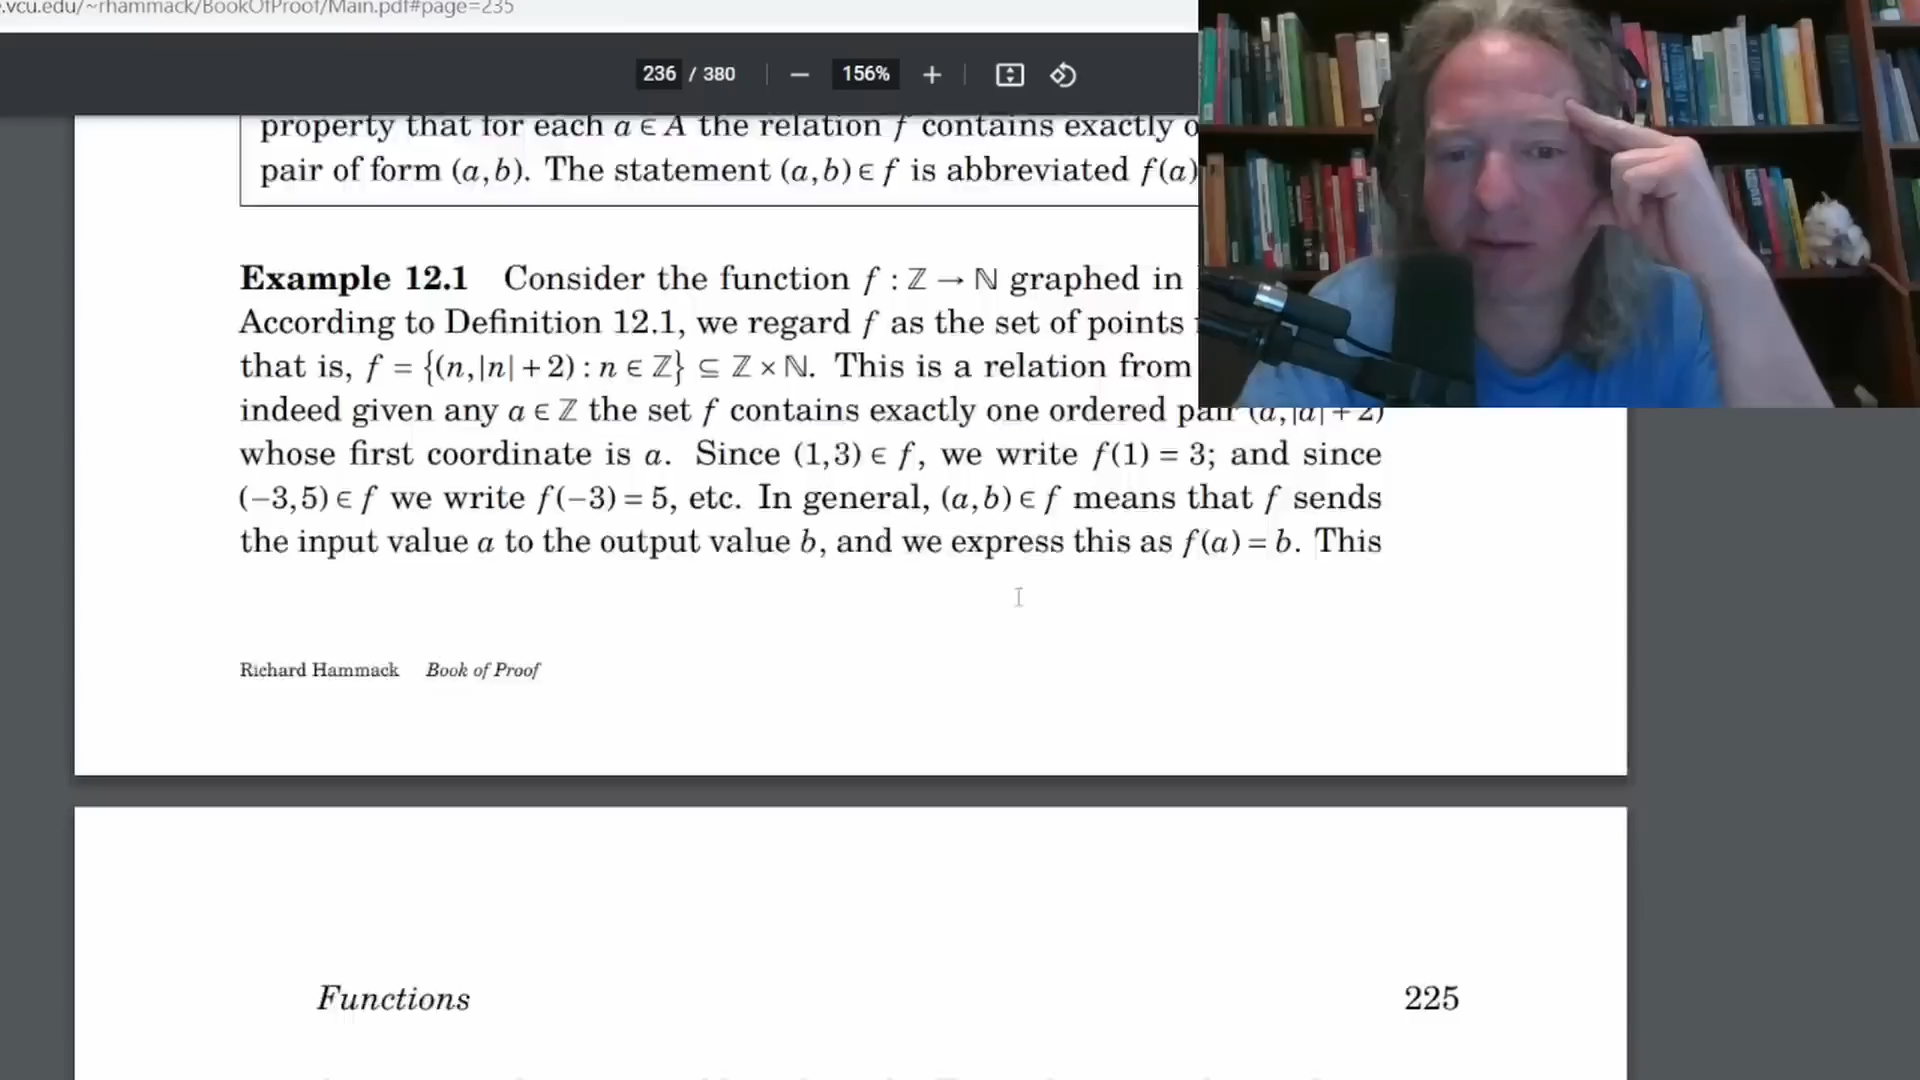 .vcu.edu/~rhammack/BookOfProof/Main.pdf#page=235
236 / 380 — 156% +
property that for each a ∈ A the relation f contains exactly
pair of form (a,b). The statement (a,b) ∈ f is abbreviated f(a)
Example 12.1 Consider the function f : ℤ → ℕ graphed in
According to Definition 12.1, we regard f as the set of points
that is, f = {(n,|n|+2) : n ∈ ℤ} ⊆ ℤ × ℕ. This is a relation from
indeed given any a ∈ ℤ the set f contains exactly one ordered pair (a,|a|+2)
whose first coordinate is a. Since (1,3) ∈ f, we write f(1) = 3; and since
(−3,5) ∈ f we write f(−3) = 5, etc. In general, (a,b) ∈ f means that f sends
the input value a to the output value b, and we express this as f(a) = b. This
Richard Hammack Book of Proof
Functions 225